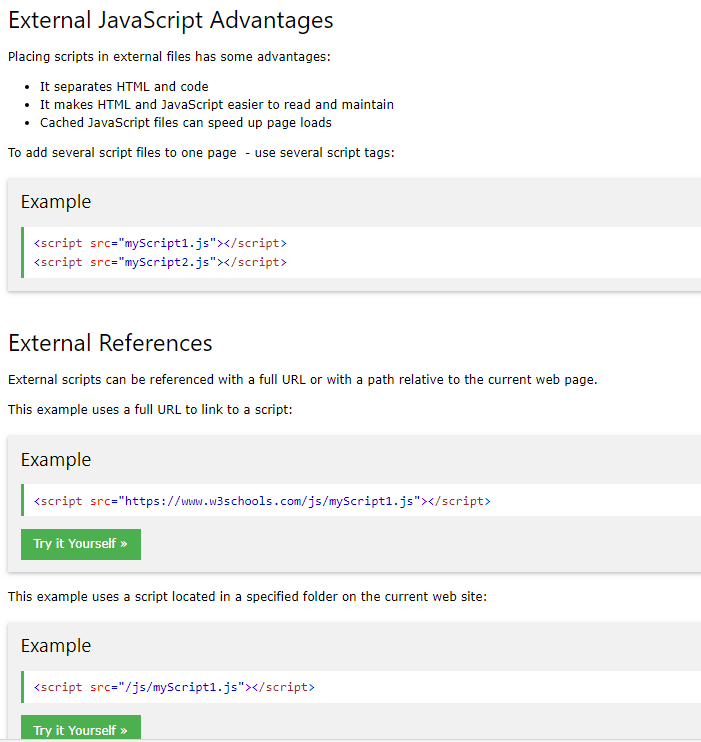 External JavaScript Advantages
Placing scripts in external files has some advantages:
• It separates HTML and code
• It makes HTML and JavaScript easier to read and maintain
• Cached JavaScript files can speed up page loads
To add several script files to one page  - use several script tags:
Example
<script src="myScript1.js"></script>
<script src="myScript2.js"></script>
External References
External scripts can be referenced with a full URL or with a path relative to the current web page.
This example uses a full URL to link to a script:
Example
<script src="https://www.w3schools.com/js/myScript1.js"></script>
Try it Yourself »
This example uses a script located in a specified folder on the current web site:
Example
<script src="/js/myScript1.js"></script>
Try it Yourself »